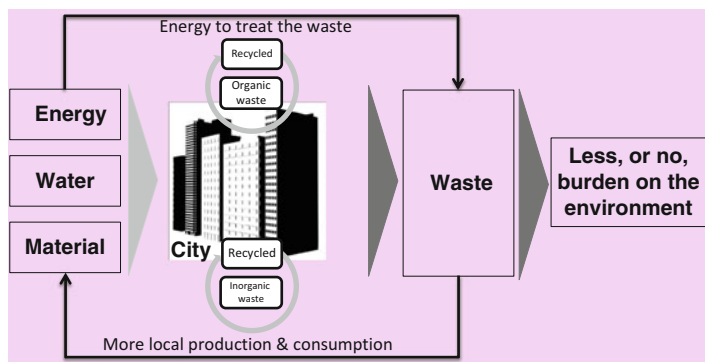 Energy to treat the waste
Recycled
Organic
waste
Energy
Water
Material
City
Recycled
Inorganic
waste
Waste
Less, or no,
burden on the
environment
More local production & consumption